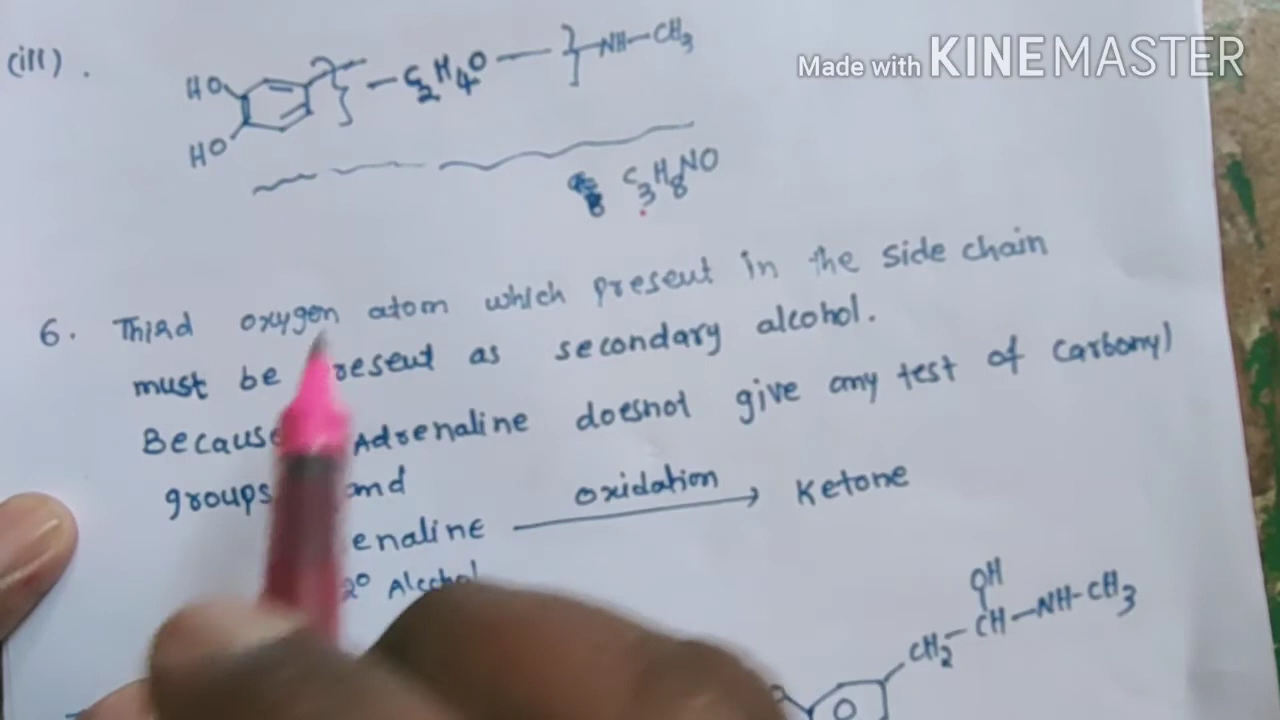 Made with KINEMASTER
(iii).
HO
HO
- C2H4O - NH-CH3
C3H8NO
6. Third oxygen atom which present in the side chain
must be present as secondary alcohol.
Because Adrenaline doesnot give any test of carbonyl
groups and
enaline oxidation → Ketone
2° Alcohol
OH
CH2-CH-NH-CH3